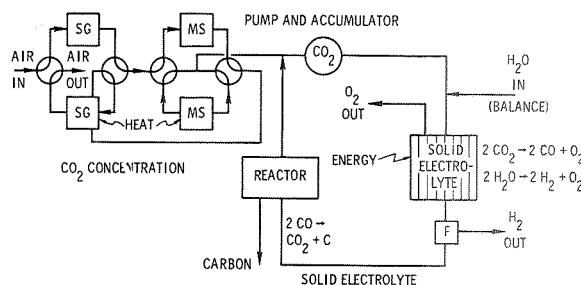 PUMP AND ACCUMULATOR
SG
MS
AIR
IN
AIR
OUT
CO₂
H₂O
IN
(BALANCE)
O₂
OUT
SG
HEAT
MS
CO₂ CONCENTRATION
ENERGY
SOLID
ELECTRO-
LYTE
2 CO₂→2 CO + O₂
2 H₂O→2 H₂ + O₂
REACTOR
2 CO→
CO₂ + C
F
H₂
OUT
CARBON
SOLID ELECTROLYTE